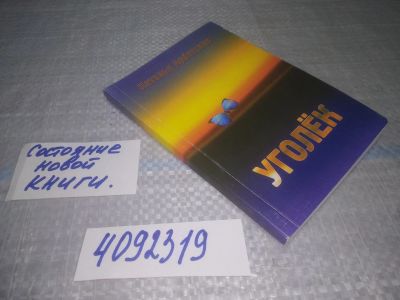 УГОЛЁК
Состояние
новой
книги.
4092319